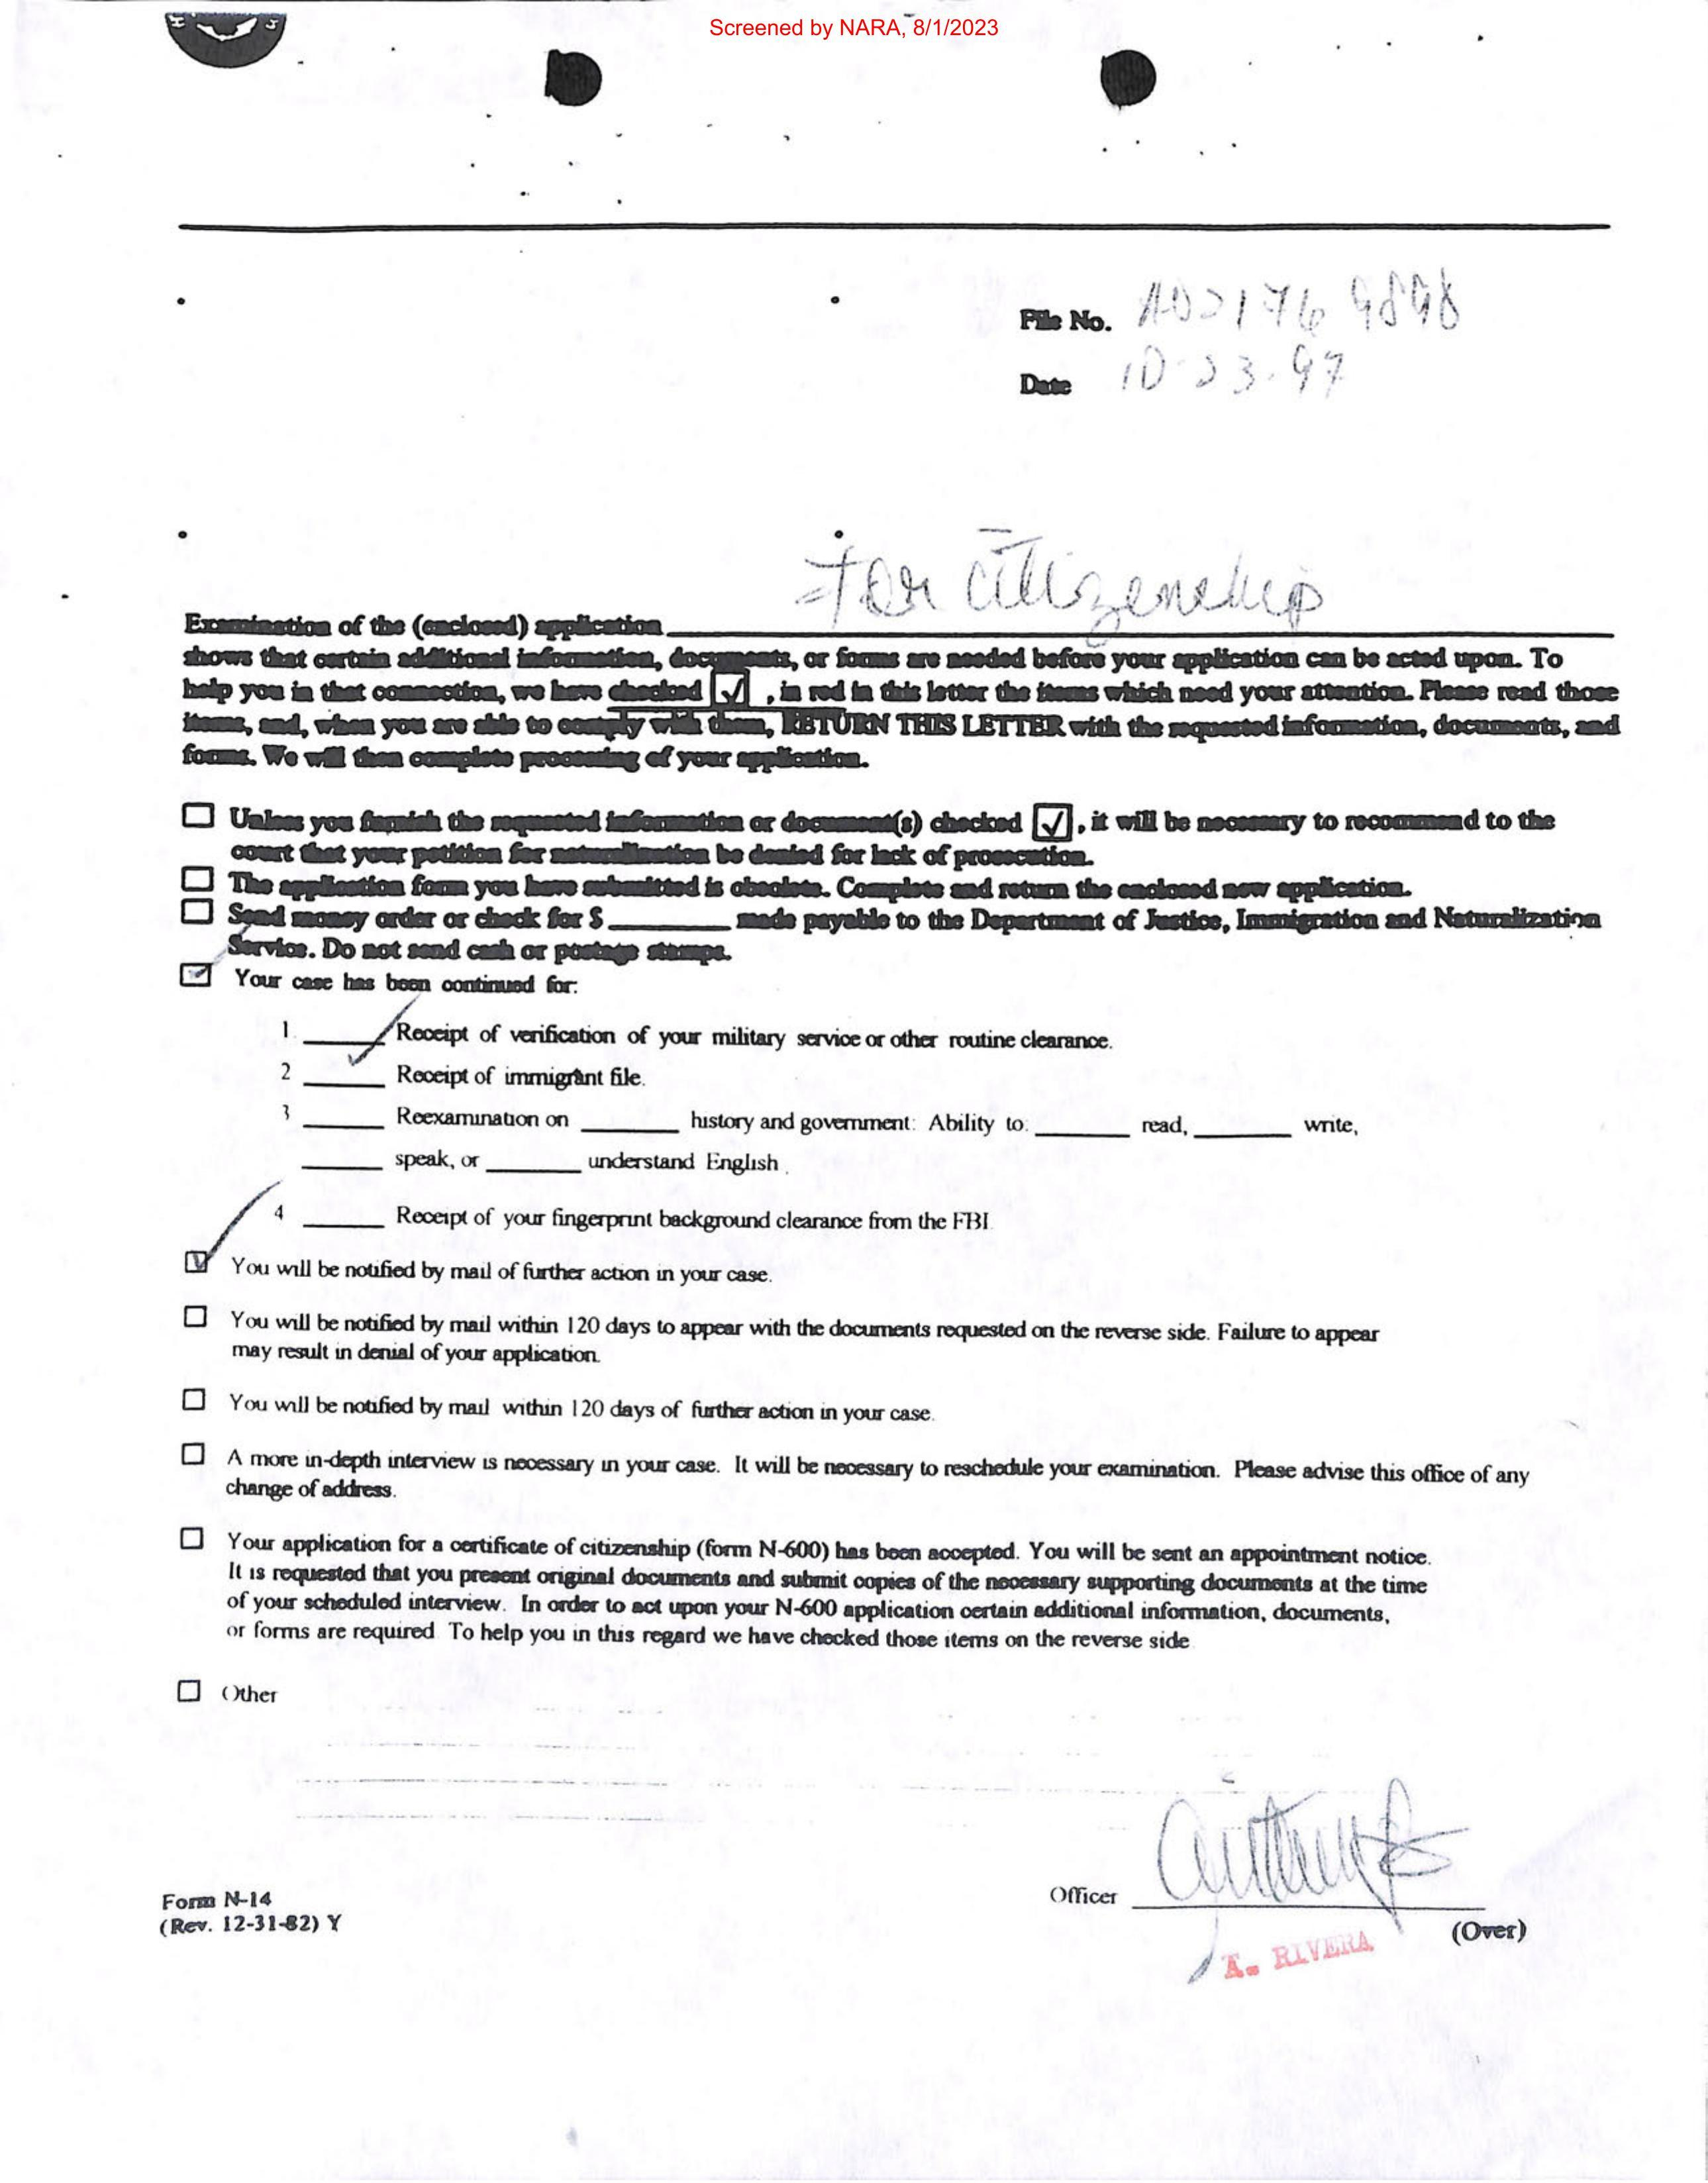 Screened by NARA, 8/1/2023
File No.
Date 10-23-97
for citizenship
Examination of the (enclosed) application
shows that certain additional information, documents, or forms are needed before your application can be acted upon. To
help you in that connection, we have checked ☑, in red in this letter the items which need your attention. Please read those
items, and, when you are able to comply with them, RETURN THIS LETTER with the requested information, documents, and
forms. We will then complete processing of your application.
☐ Unless you furnish the requested information or document(s) checked ☑, it will be necessary to recommend to the
court that your petition for naturalization be denied for lack of prosecution.
☐ The application form you have submitted is obsolete. Complete and return the enclosed new application.
☐ Send money order or check for $ ______ made payable to the Department of Justice, Immigration and Naturalization
Service. Do not send cash or postage stamps.
☑ Your case has been continued for:
1. ______ Receipt of verification of your military service or other routine clearance.
2 ______ Receipt of immigrant file.
3 ______ Reexamination on ______ history and government: Ability to: ______ read, ______ write,
______ speak, or ______ understand English.
4 ______ Receipt of your fingerprint background clearance from the FBI
☑ You will be notified by mail of further action in your case.
☐ You will be notified by mail within 120 days to appear with the documents requested on the reverse side. Failure to appear
may result in denial of your application.
☐ You will be notified by mail within 120 days of further action in your case.
☐ A more in-depth interview is necessary in your case. It will be necessary to reschedule your examination. Please advise this office of any
change of address.
☐ Your application for a certificate of citizenship (form N-600) has been accepted. You will be sent an appointment notice.
It is requested that you present original documents and submit copies of the necessary supporting documents at the time
of your scheduled interview. In order to act upon your N-600 application certain additional information, documents,
or forms are required. To help you in this regard we have checked those items on the reverse side
☐ Other
Officer
Form N-14
(Rev. 12-31-82) Y
(Over)
A. RIVERA